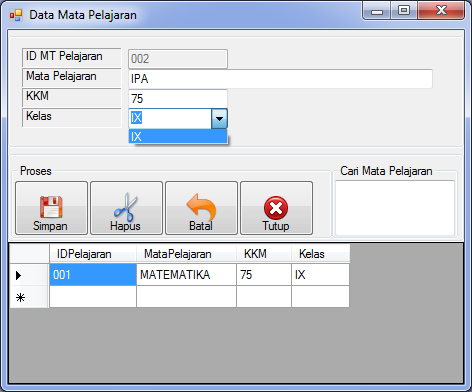 Data Mata Pelajaran
ID MT Pelajaran 002
Mata Pelajaran IPA
KKM 75
Kelas IX
IX
Proses Cari Mata Pelajaran
Simpan Hapus Batal Tutup
IDPelajaran MataPelajaran KKM Kelas
001 MATEMATIKA 75 IX